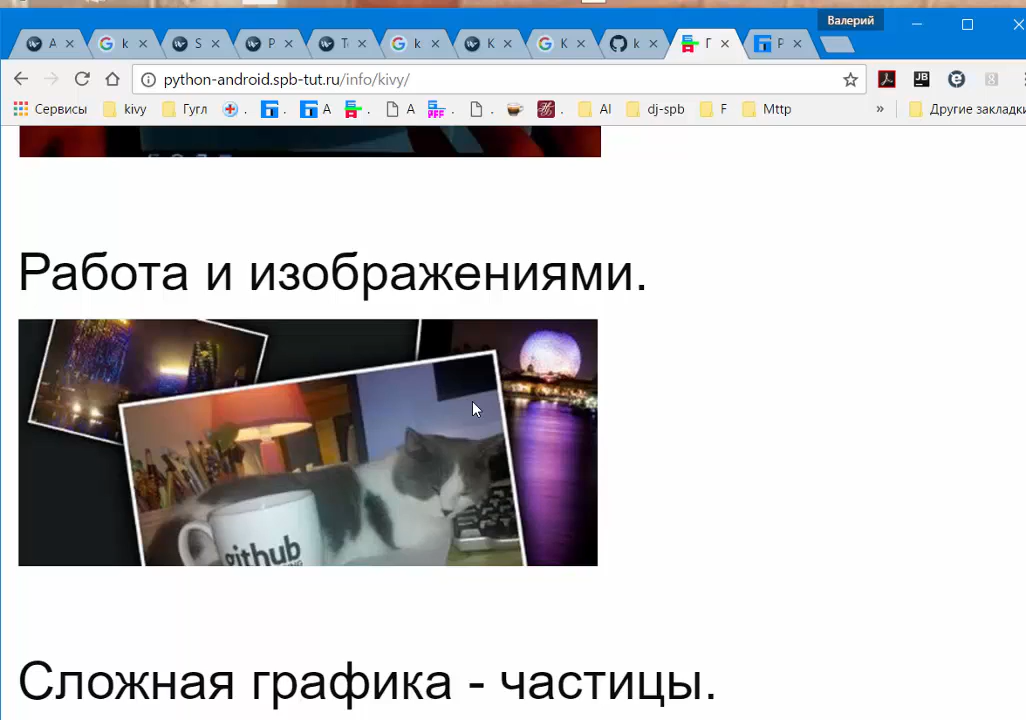 Валерий
A
k
S
P
T
k
K
K
k
Г
P
python-android.spb-tut.ru/info/kivy/
Сервисы
kivy
Гугл
.
.
A
.
A
.
.
.
AI
dj-spb
F
Mttp
»
Другие закладки
Работа и изображениями.
github
Сложная графика - частицы.